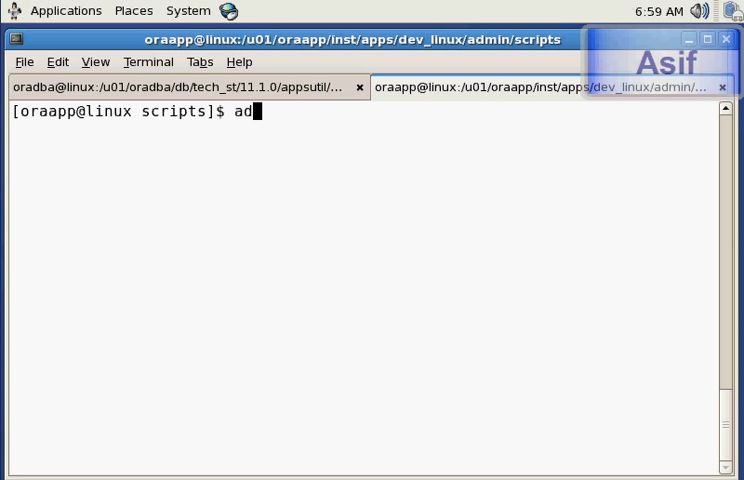 Applications Places System 6:59 AM
oraapp@linux:/u01/oraapp/inst/apps/dev_linux/admin/scripts
Asif
File Edit View Terminal Tabs Help
oradba@linux:/u01/oradba/db/tech_st/11.1.0/appsutil/... oraapp@linux:/u01/oraapp/inst/apps/dev_linux/admin/...
[oraapp@linux scripts]$ ad